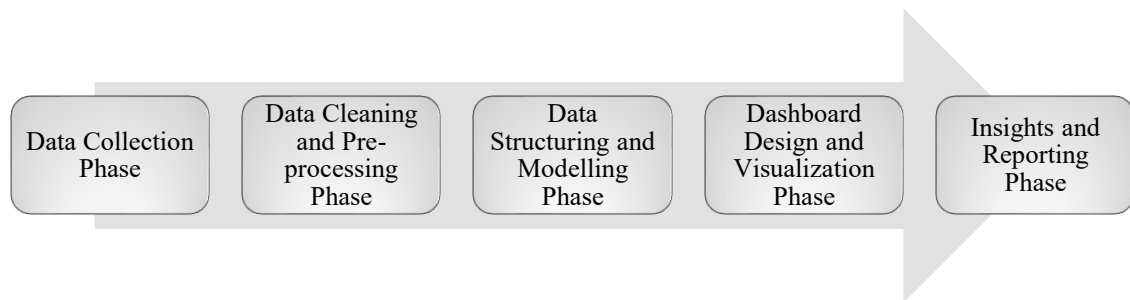 Data Collection
Phase
Data Cleaning
and Pre-
processing
Phase
Data
Structuring and
Modelling
Phase
Dashboard
Design and
Visualization
Phase
Insights and
Reporting
Phase